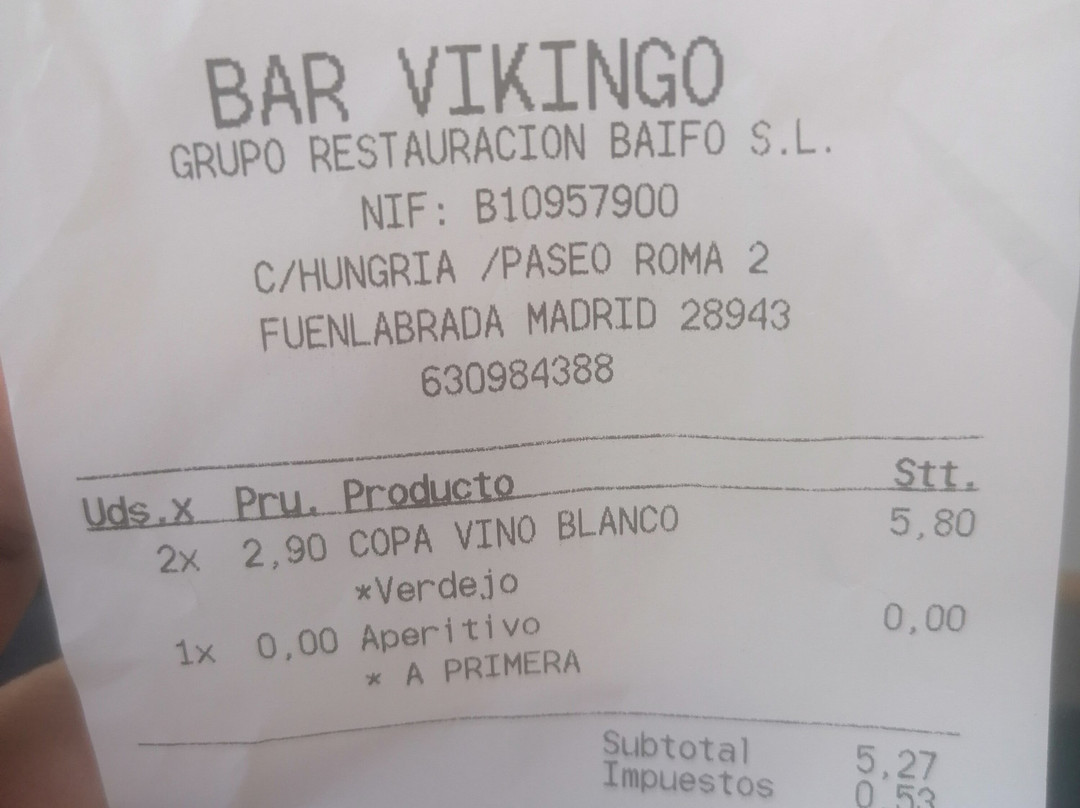 BAR VIKINGO
GRUPO RESTAURACION BAIFO S.L.
NIF: B10957900
C/HUNGRIA /PASEO ROMA 2
FUENLABRADA MADRID 28943
630984388
Uds.x Pru. Producto Stt.
2x 2,90 COPA VINO BLANCO 5,80
*Verdejo
1x 0,00 Aperitivo 0,00
* A PRIMERA
Subtotal 5,27
Impuestos 0,53